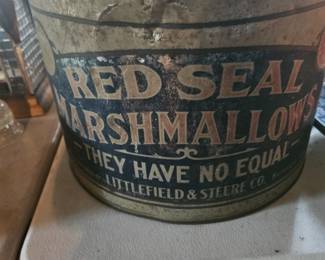 RED SEAL
MARSHMALLOWS
THEY HAVE NO EQUAL
LITTLEFIELD & STEERE CO.